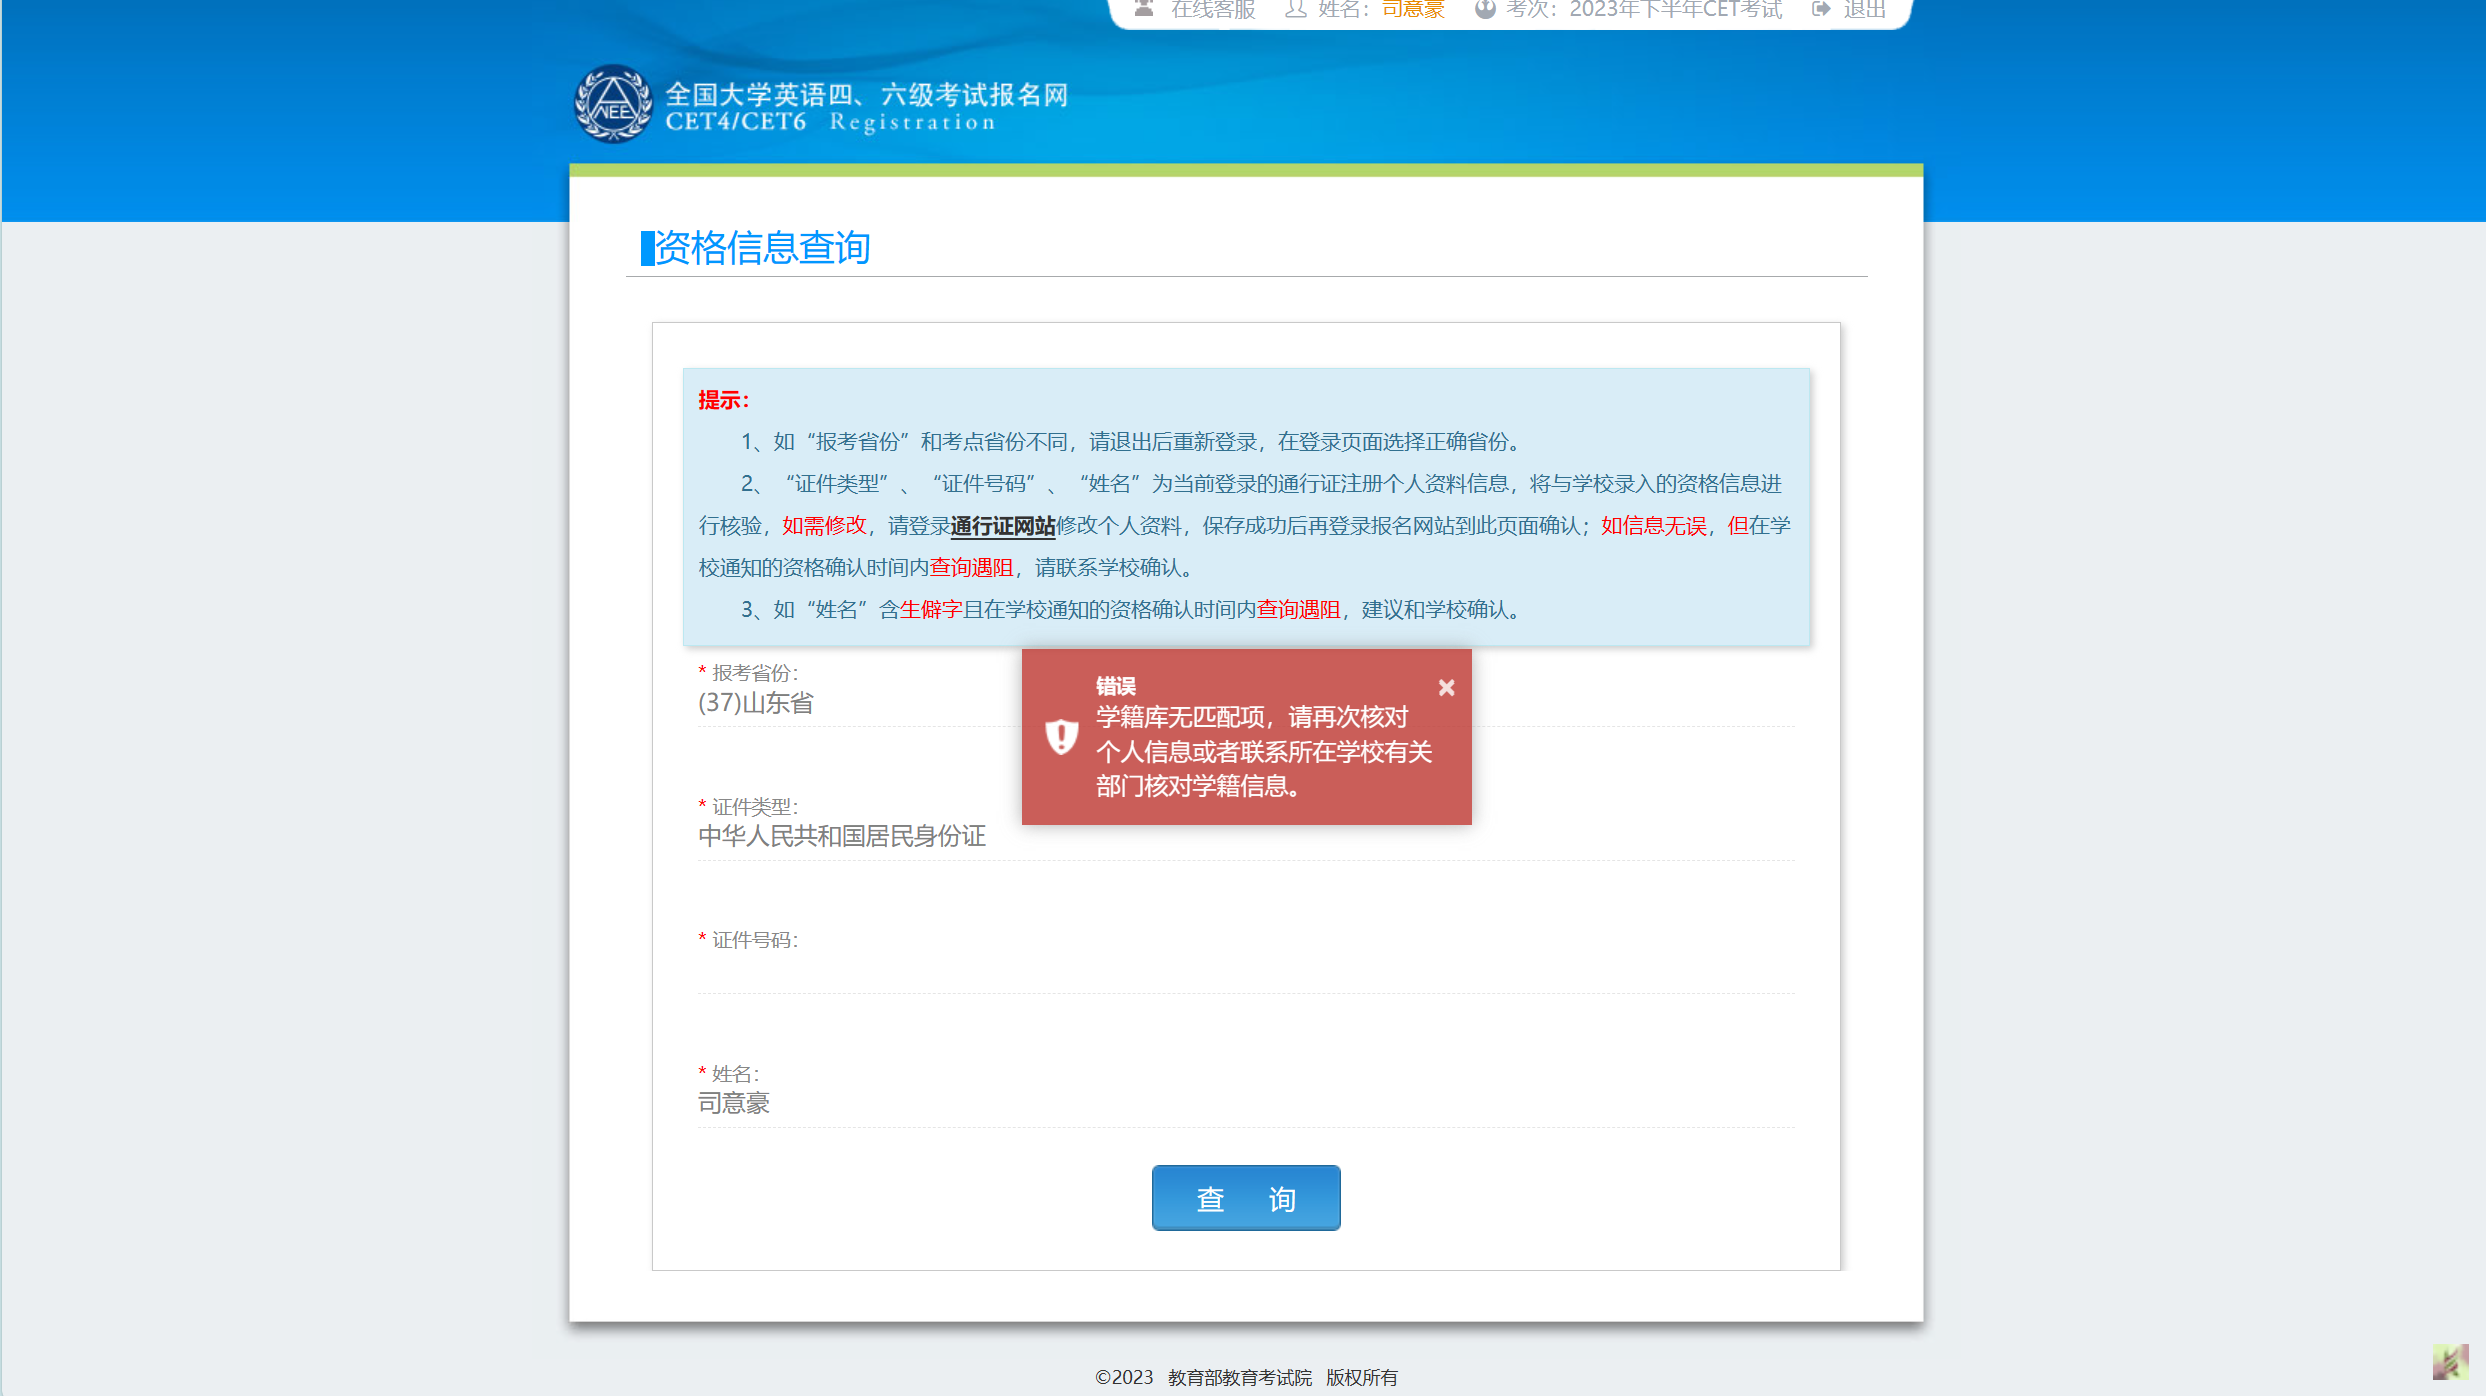 在线客服 姓名：司意豪 考次：2023年下半年CET考试 退出
NEE
全国大学英语四、六级考试报名网
CET4/CET6 Registration
资格信息查询
提示：
1、如“报考省份”和考点省份不同，请退出后重新登录，在登录页面选择正确省份。
2、“证件类型”、“证件号码”、“姓名”为当前登录的通行证注册个人资料信息，将与学校录入的资格信息进
行核验，如需修改，请登录通行证网站修改个人资料，保存成功后再登录报名网站到此页面确认；如信息无误，但在学
校通知的资格确认时间内查询遇阻，请联系学校确认。
3、如“姓名”含生僻字且在学校通知的资格确认时间内查询遇阻，建议和学校确认。
* 报考省份：
(37)山东省
错误
学籍库无匹配项，请再次核对
个人信息或者联系所在学校有关
部门核对学籍信息。
* 证件类型：
中华人民共和国居民身份证
* 证件号码：
* 姓名：
司意豪
查 询
©2023 教育部教育考试院 版权所有